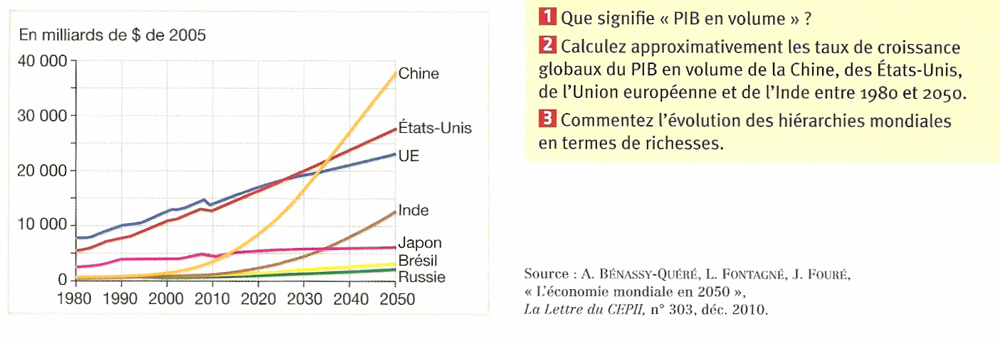 En milliards de $ de 2005
40 000
30 000
20 000
10 000
0
1980 1990 2000 2010 2020 2030 2040 2050
Chine
États-Unis
UE
Inde
Japon
Brésil
Russie
1 Que signifie « PIB en volume » ?
2 Calculez approximativement les taux de croissance
globaux du PIB en volume de la Chine, des États-Unis,
de l'Union européenne et de l'Inde entre 1980 et 2050.
3 Commentez l'évolution des hiérarchies mondiales
en termes de richesses.
Source : A. BÉNASSY-QUÉRÉ, L. FONTAGNÉ, J. FOURÉ,
« L'économie mondiale en 2050 »,
La Lettre du CEPII, n° 303, déc. 2010.